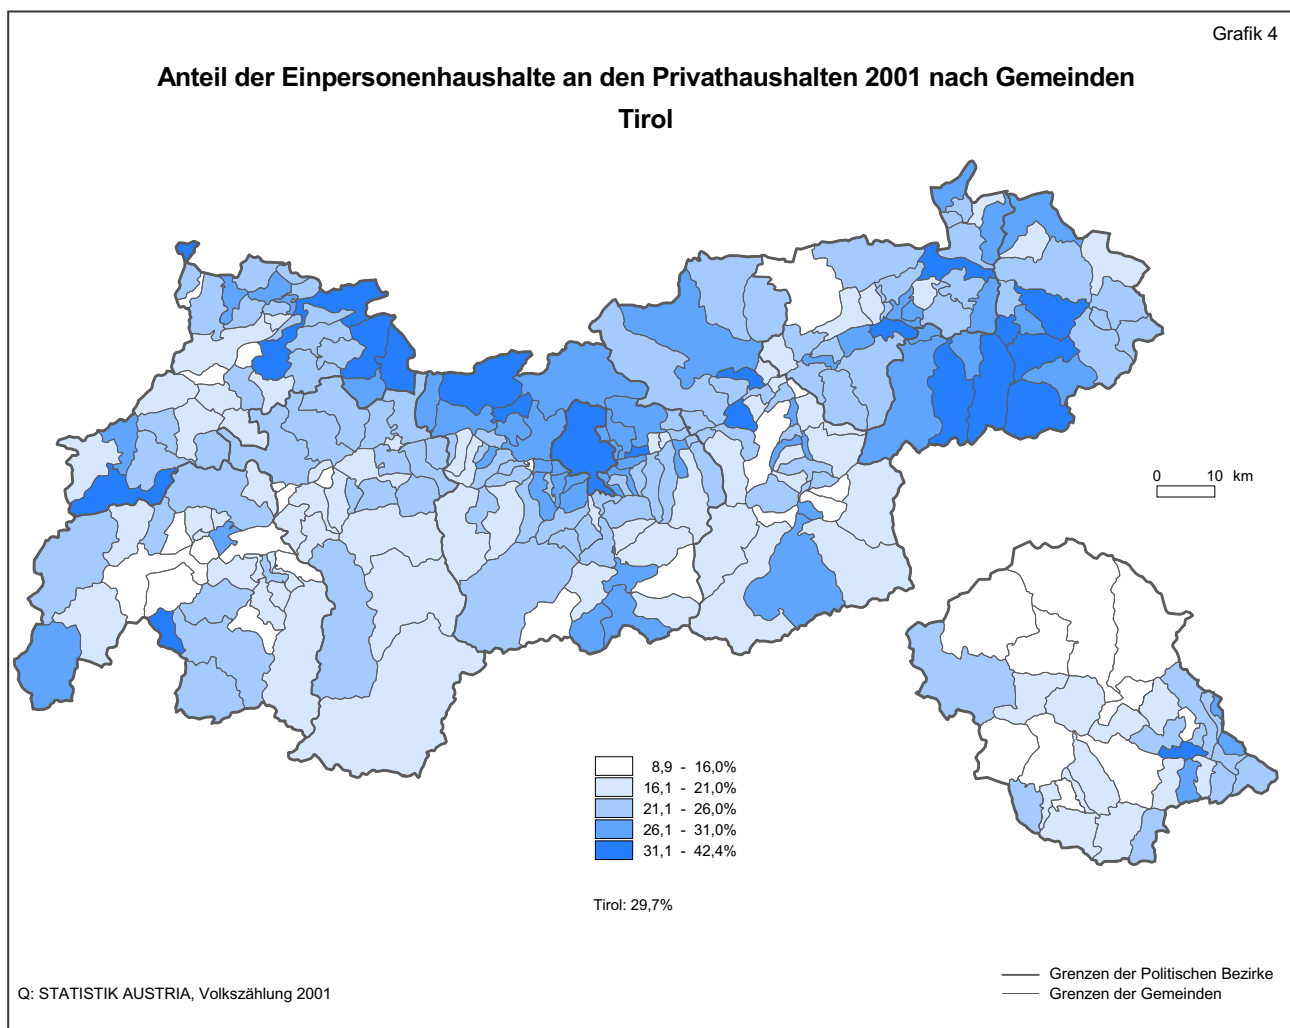 Grafik 4
Anteil der Einpersonenhaushalte an den Privathaushalten 2001 nach Gemeinden
Tirol
0 10 km
8,9 - 16,0%
16,1 - 21,0%
21,1 - 26,0%
26,1 - 31,0%
31,1 - 42,4%
Tirol: 29,7%
Grenzen der Politischen Bezirke
Grenzen der Gemeinden
Q: STATISTIK AUSTRIA, Volkszählung 2001